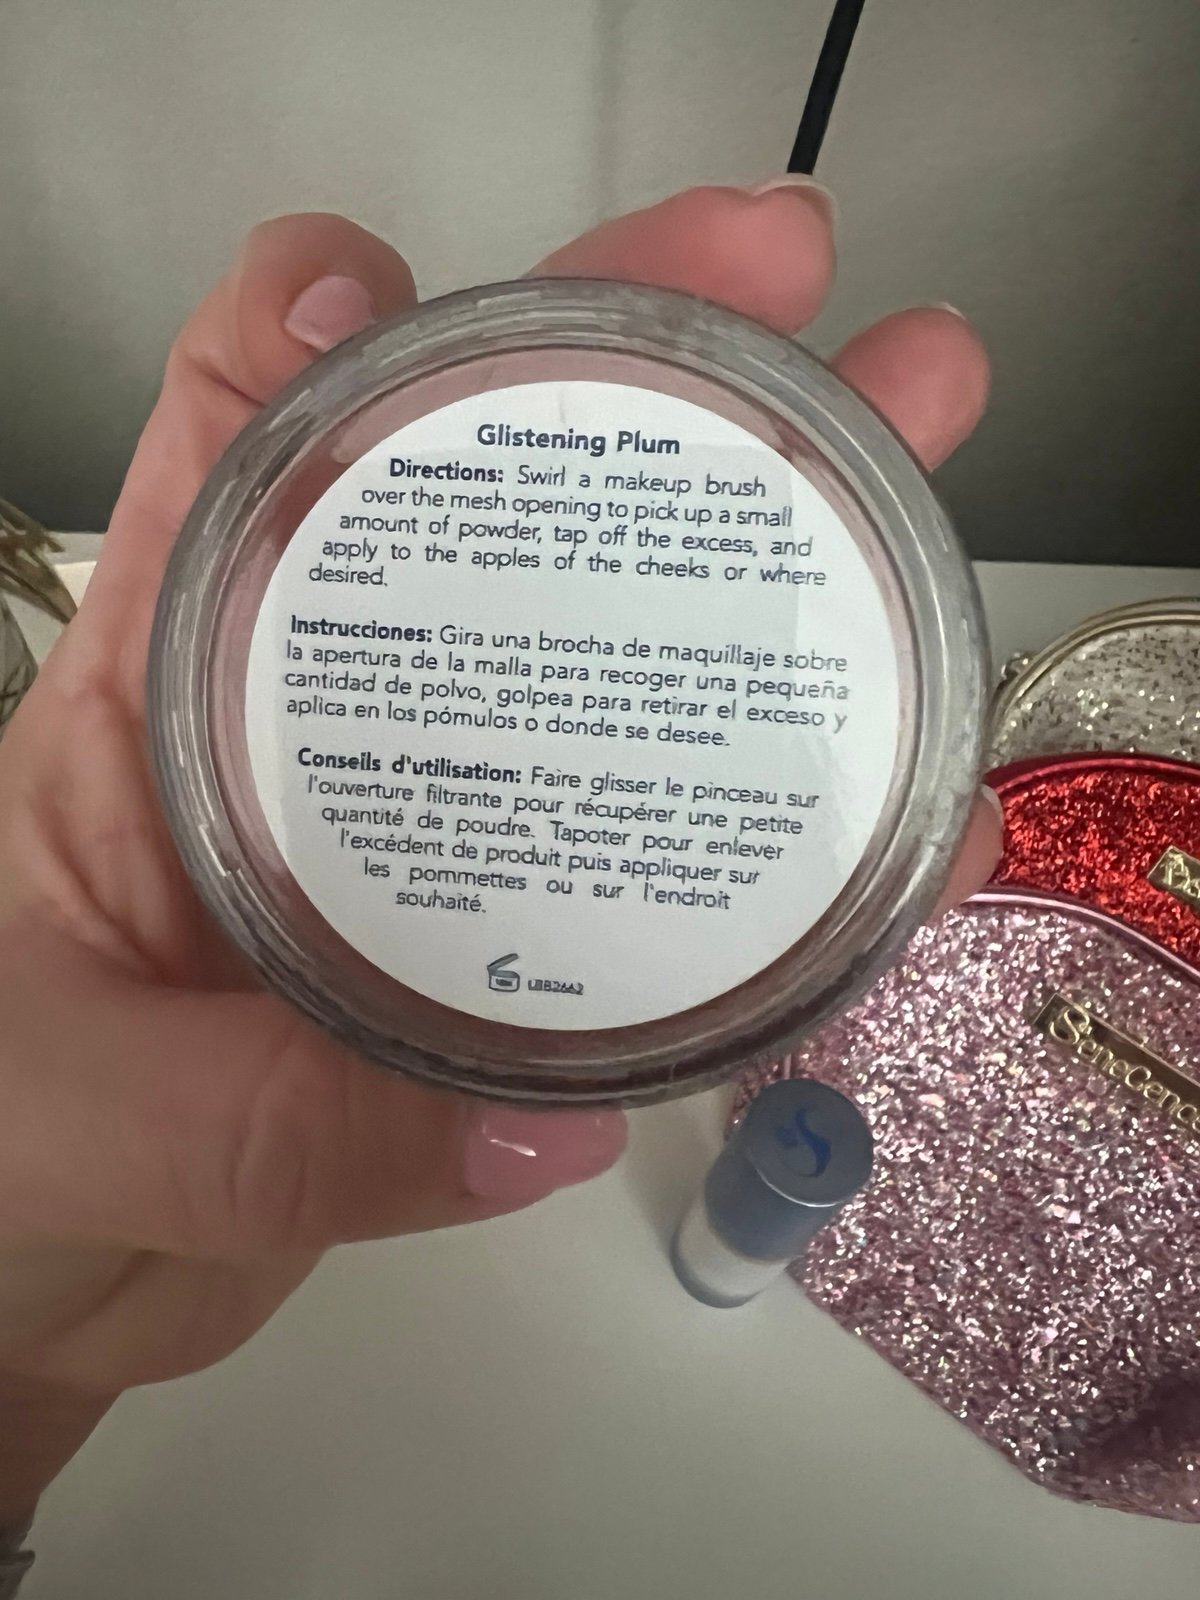 Glistening Plum
Directions: Swirl a makeup brush
over the mesh opening to pick up a small
amount of powder, tap off the excess, and
apply to the apples of the cheeks or where
desired.
Instrucciones: Gira una brocha de maquillaje sobre
la apertura de la malla para recoger una pequeña
cantidad de polvo, golpea para retirar el exceso y
aplica en los pómulos o donde se desee.
Conseils d'utilisation: Faire glisser le pinceau sur
l'ouverture filtrante pour récupérer une petite
quantité de poudre. Tapoter pour enlever
l'excédent de produit puis appliquer sur
les pommettes ou sur l'endroit
souhaité.